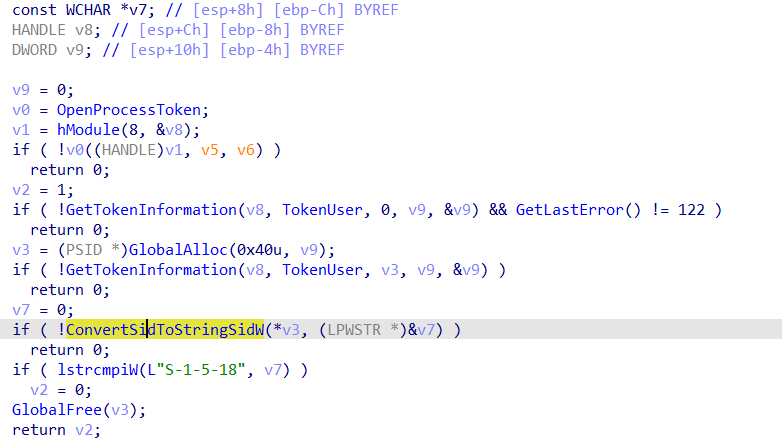 const WCHAR *v7; // [esp+8h] [ebp-Ch] BYREF
HANDLE v8; // [esp+Ch] [ebp-8h] BYREF
DWORD v9; // [esp+10h] [ebp-4h] BYREF
v9 = 0;
v0 = OpenProcessToken;
v1 = hModule(8, &v8);
if ( !v0((HANDLE)v1, v5, v6) )
return 0;
v2 = 1;
if ( !GetTokenInformation(v8, TokenUser, 0, v9, &v9) && GetLastError() != 122 )
return 0;
v3 = (PSID *)GlobalAlloc(0x40u, v9);
if ( !GetTokenInformation(v8, TokenUser, v3, v9, &v9) )
return 0;
v7 = 0;
if ( !ConvertSidToStringSidW(*v3, (LPWSTR *)&v7) )
return 0;
if ( lstrcmpiW(L"S-1-5-18", v7) )
v2 = 0;
GlobalFree(v3);
return v2;